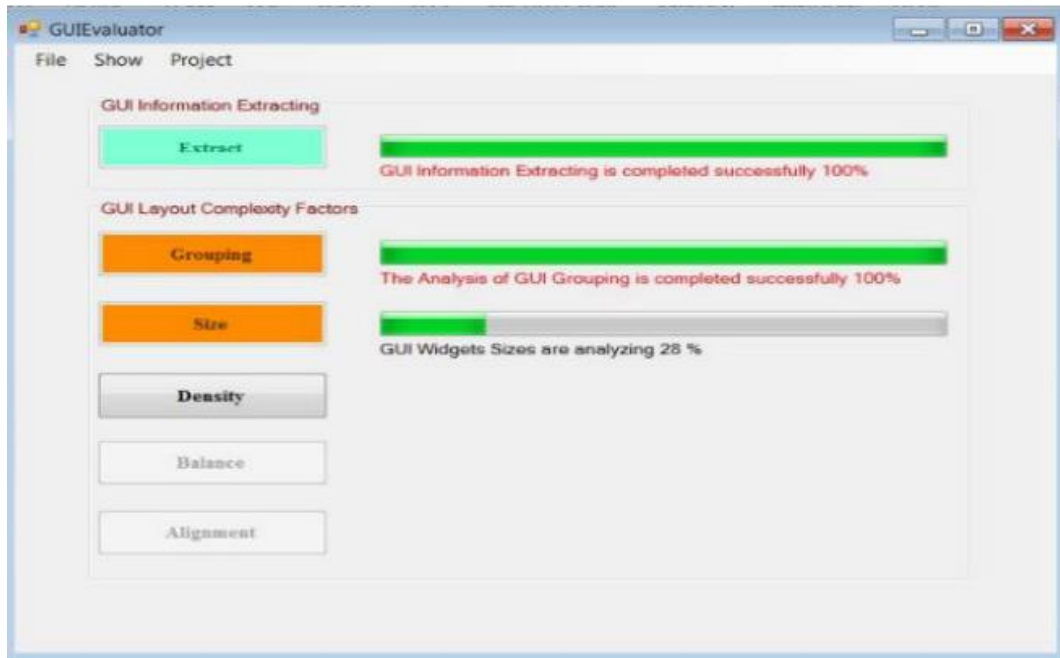 GUIEvaluator
File Show Project
GUI Information Extracting
Extract
GUI Information Extracting is completed successfully 100%
GUI Layout Complexity Factors
Grouping
The Analysis of GUI Grouping is completed successfully 100%
Size
GUI Widgets Sizes are analyzing 28 %
Density
Balance
Alignment